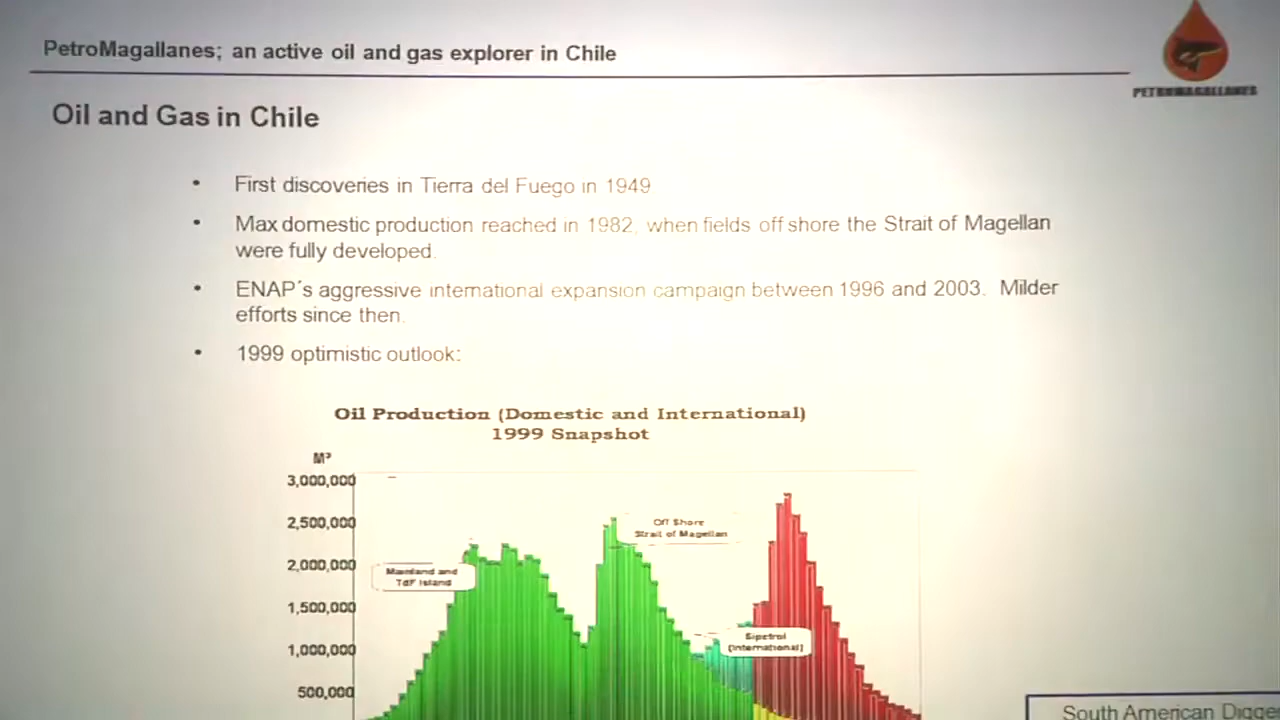 PetroMagallanes; an active oil and gas explorer in Chile
PETROMAGALLANES
Oil and Gas in Chile
• First discoveries in Tierra del Fuego in 1949
• Max domestic production reached in 1982, when fields off shore the Strait of Magellan
were fully developed.
• ENAP´s aggressive international expansion campaign between 1996 and 2003. Milder
efforts since then.
• 1999 optimistic outlook:
Oil Production (Domestic and International)
1999 Snapshot
M³
3,000,000
2,500,000
2,000,000
1,500,000
1,000,000
500,000
Mainland and
TdF Island
Off Shore
Strait of Magellan
Sipetrol
(International)
South American Digge